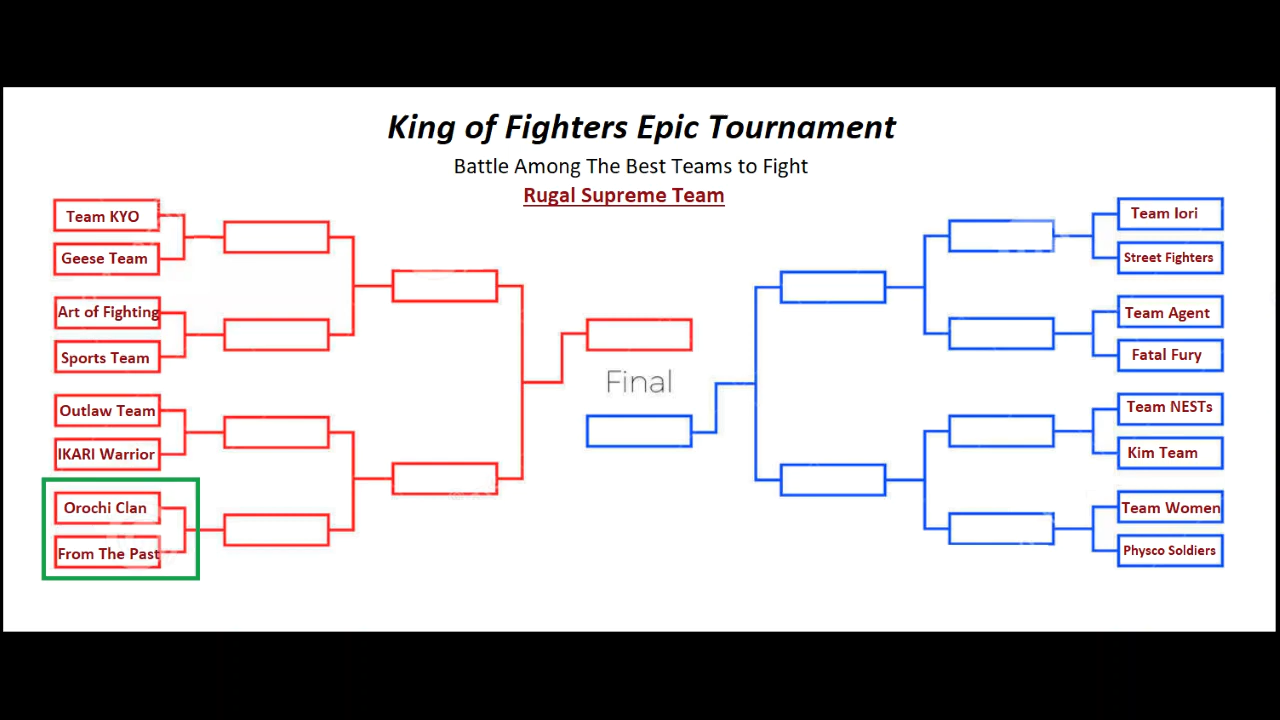 King of Fighters Epic Tournament
Battle Among The Best Teams to Fight
Rugal Supreme Team
Team KYO
Geese Team
Art of Fighting
Sports Team
Outlaw Team
IKARI Warrior
Orochi Clan
From The Past
Final
Team Iori
Street Fighters
Team Agent
Fatal Fury
Team NESTs
Kim Team
Team Women
Physco Soldiers